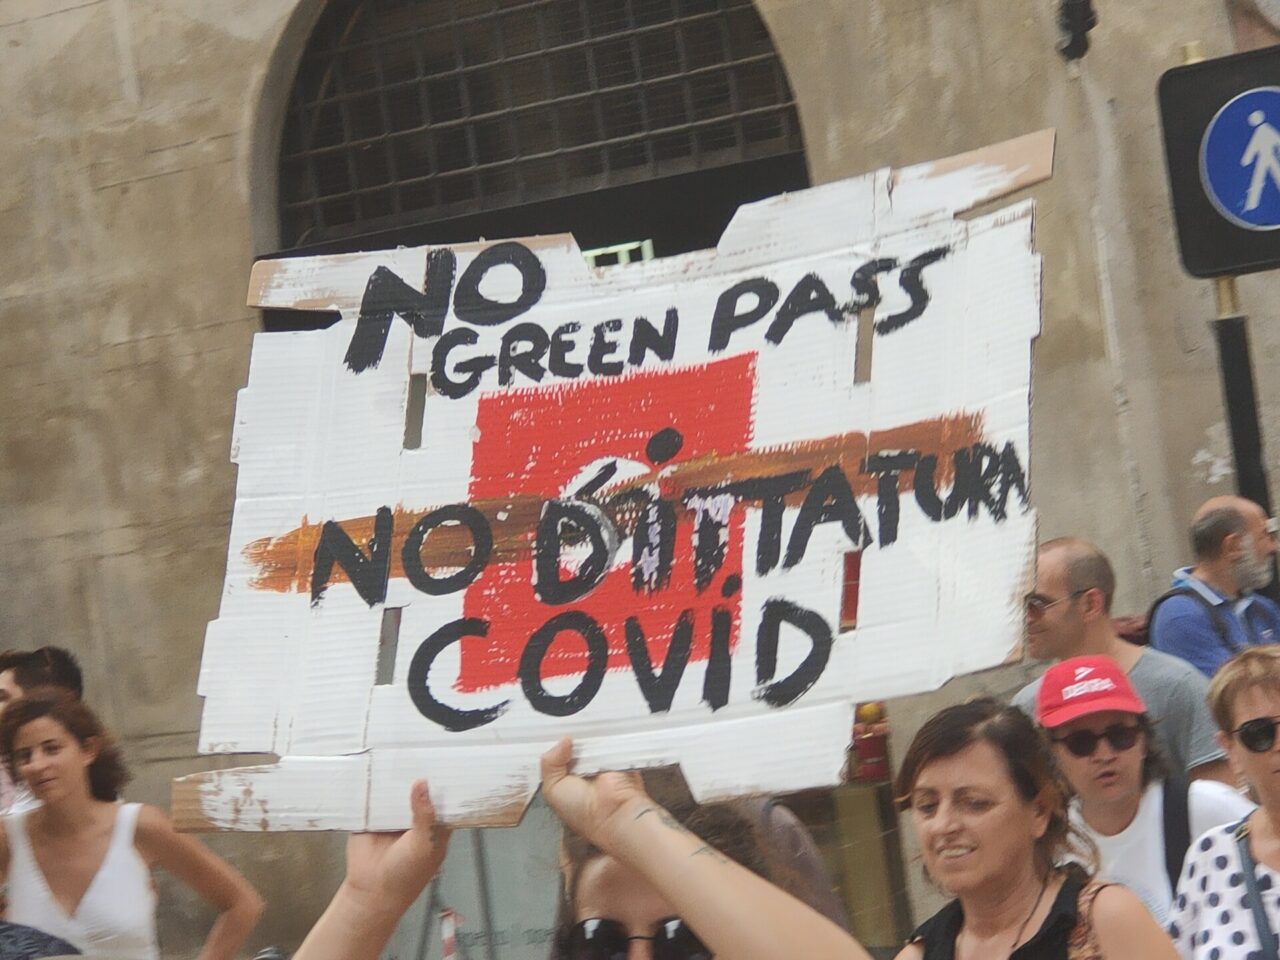 NO
GREEN PASS
NO DITTATURA
COVID